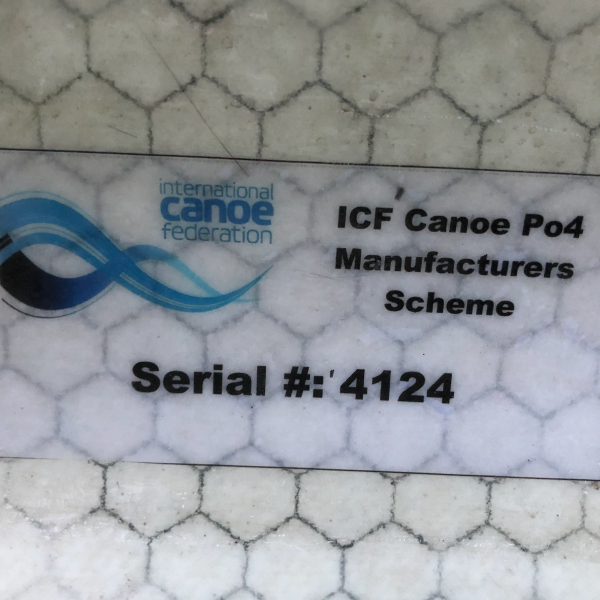 international
canoe
federation
ICF Canoe Po4
Manufacturers
Scheme
Serial #: 4124